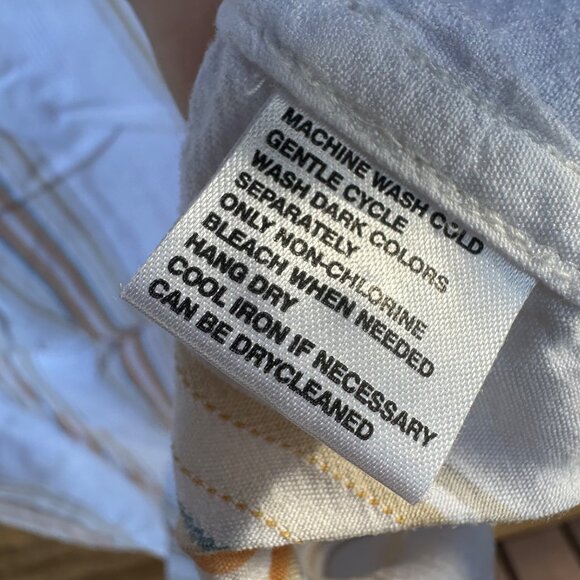 MACHINE WASH COLD
GENTLE CYCLE
WASH DARK COLORS
SEPARATELY
ONLY NON-CHLORINE
BLEACH WHEN NEEDED
HANG DRY
COOL IRON IF NECESSARY
CAN BE DRYCLEANED